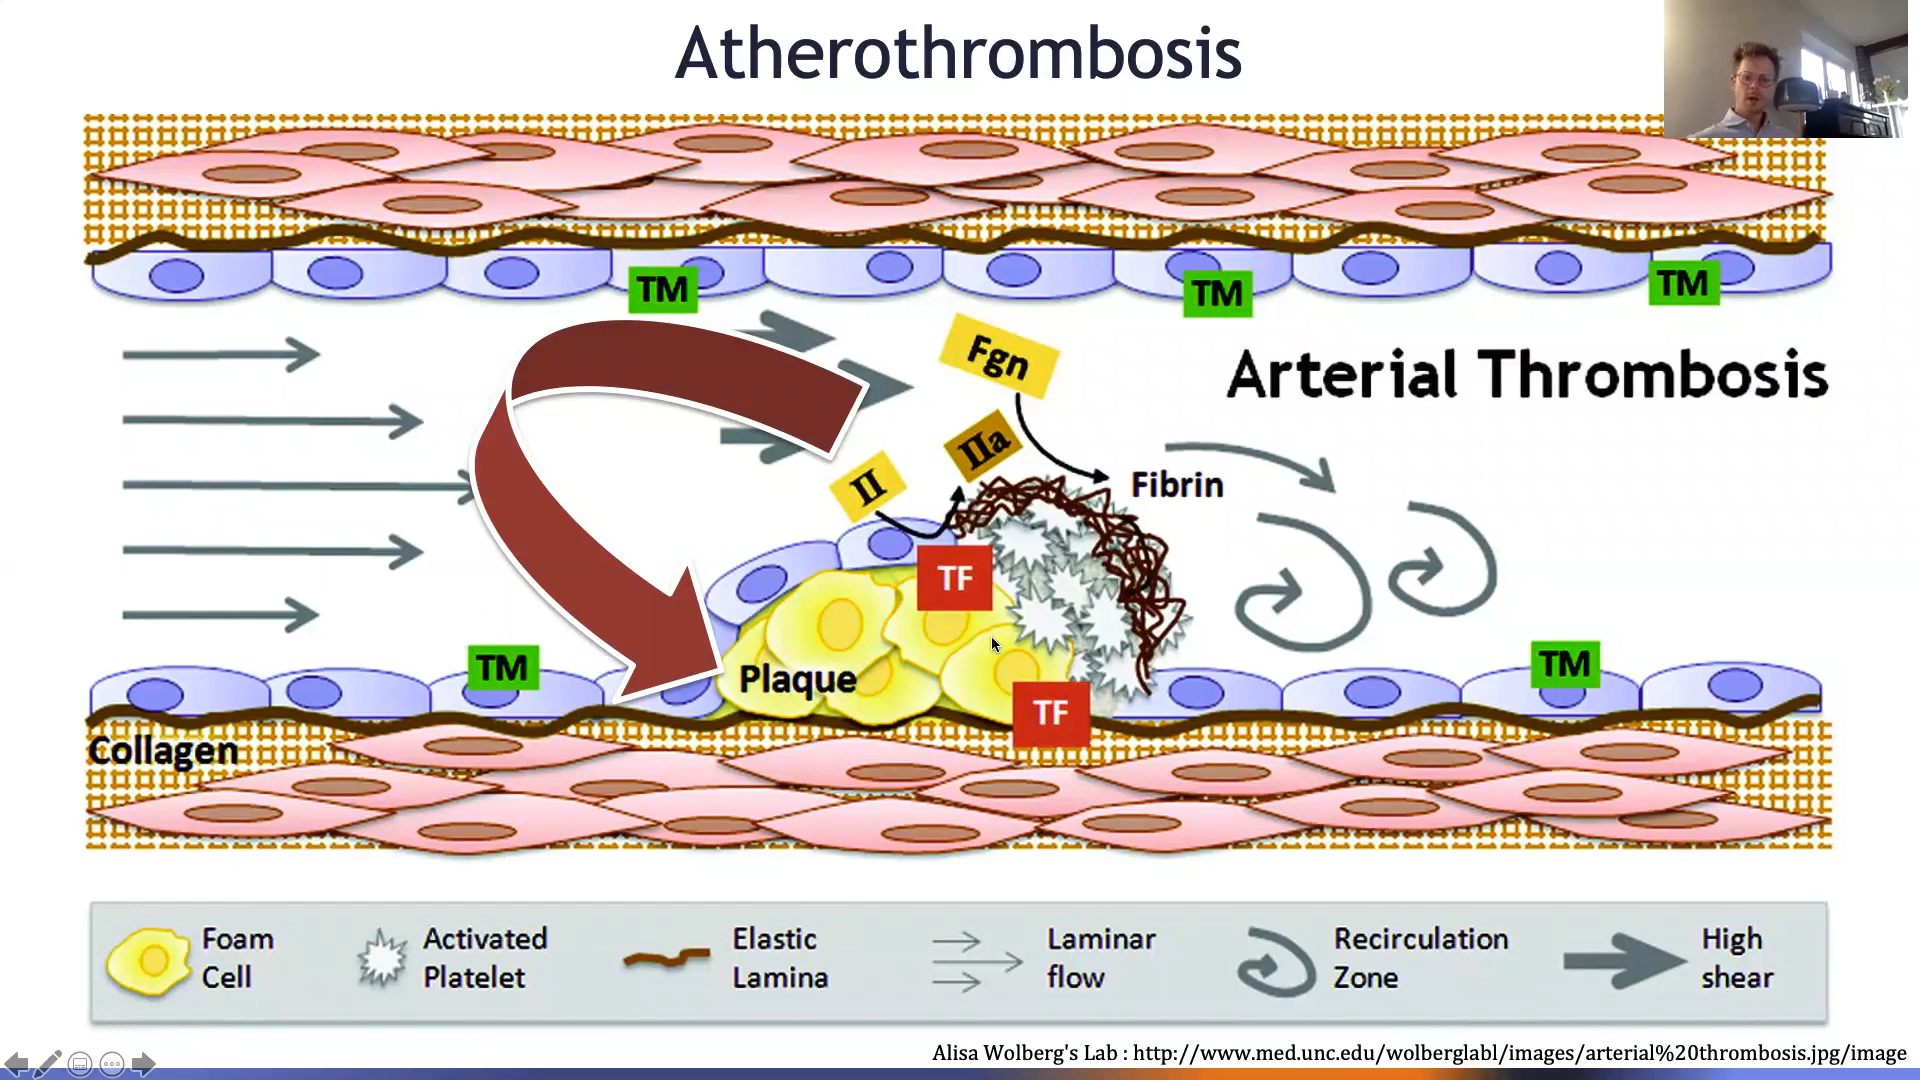 Atherothrombosis
TM
TM
TM
Fgn
Arterial Thrombosis
IIa
II
Fibrin
TF
TM
TM
Plaque
TF
Collagen
Foam
Cell
Activated
Platelet
Elastic
Lamina
Laminar
flow
Recirculation
Zone
High
shear
Alisa Wolberg's Lab : http://www.med.unc.edu/wolberglabl/images/arterial%20thrombosis.jpg/image